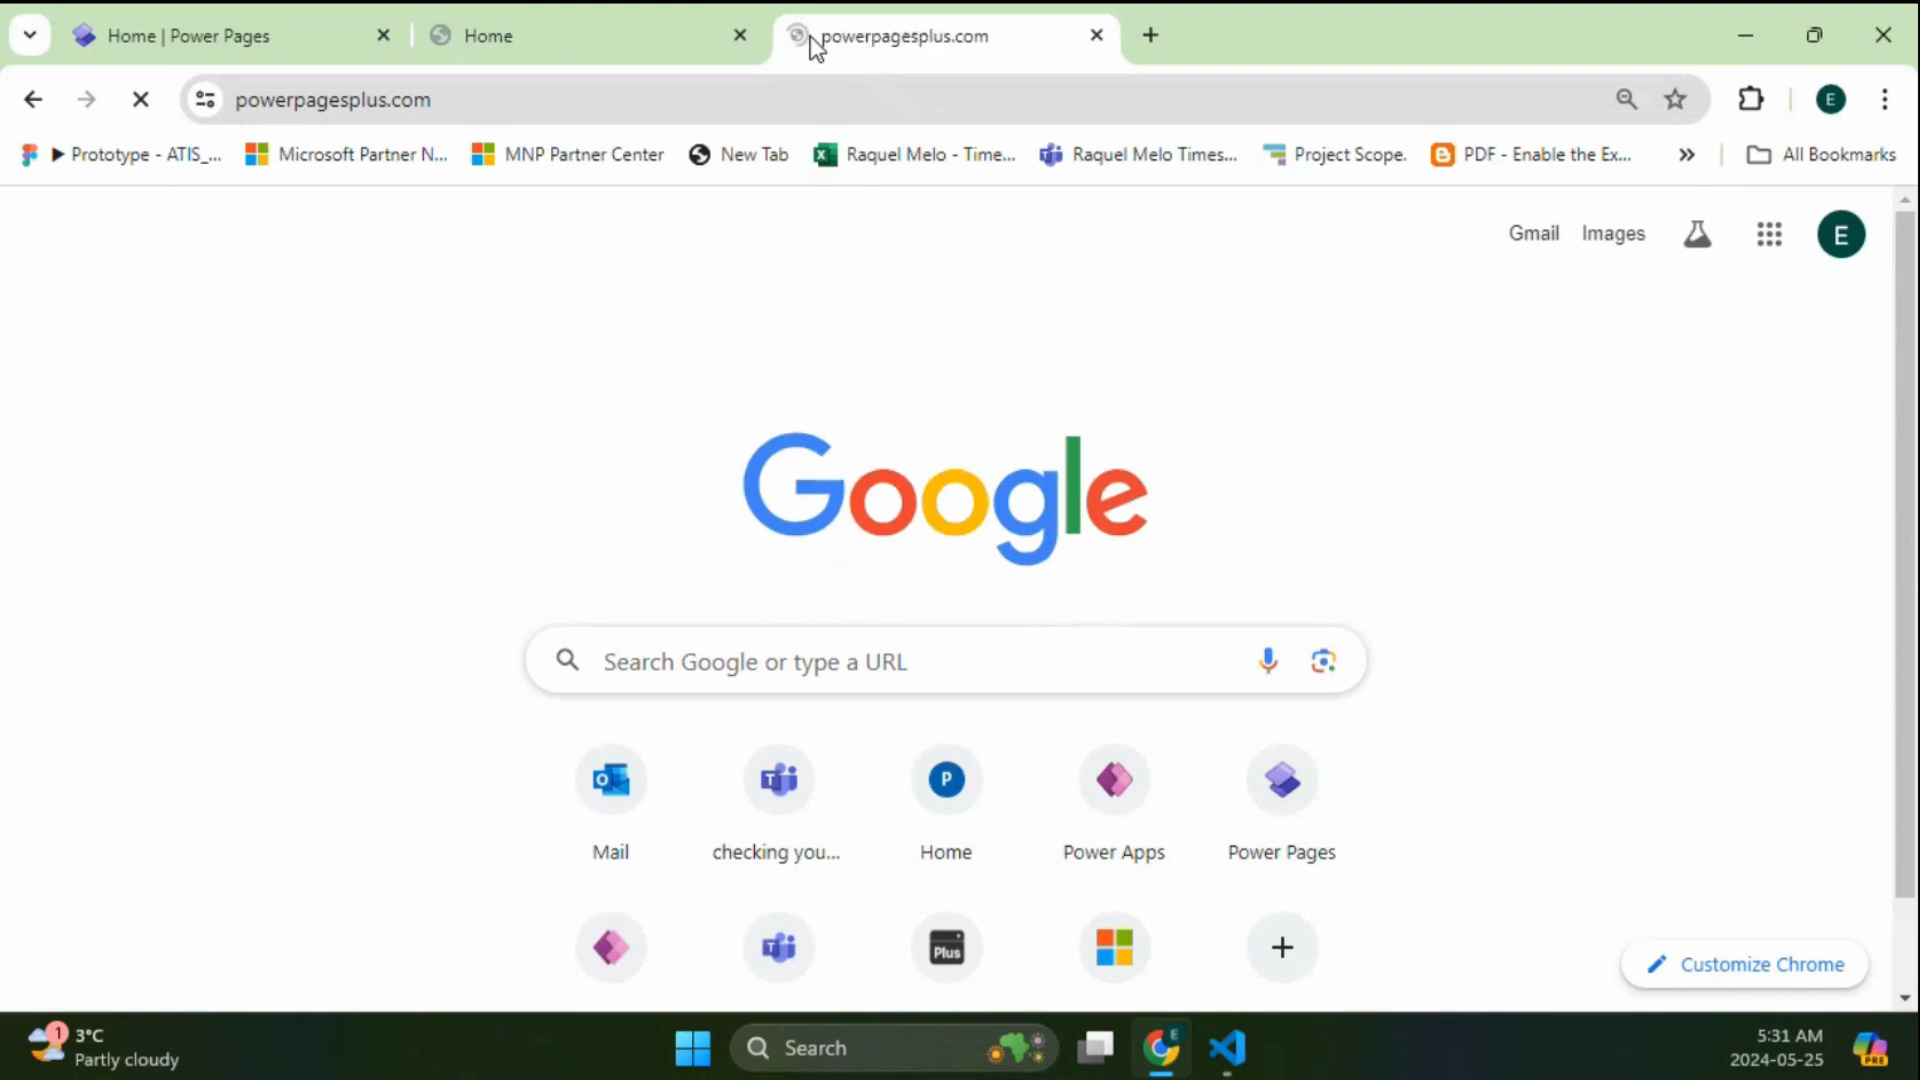 Home | Power Pages
Home
powerpagesplus.com
powerpagesplus.com
E
Prototype - ATIS_...
Microsoft Partner N...
MNP Partner Center
New Tab
Raquel Melo - Time...
Raquel Melo Times...
Project Scope.
PDF - Enable the Ex...
All Bookmarks
Gmail
Images
E
Google
Search Google or type a URL
P
Mail
checking you...
Home
Power Apps
Power Pages
Plus
Customize Chrome
1
3°C
Partly cloudy
Search
E
5:31 AM
2024-05-25
PRE